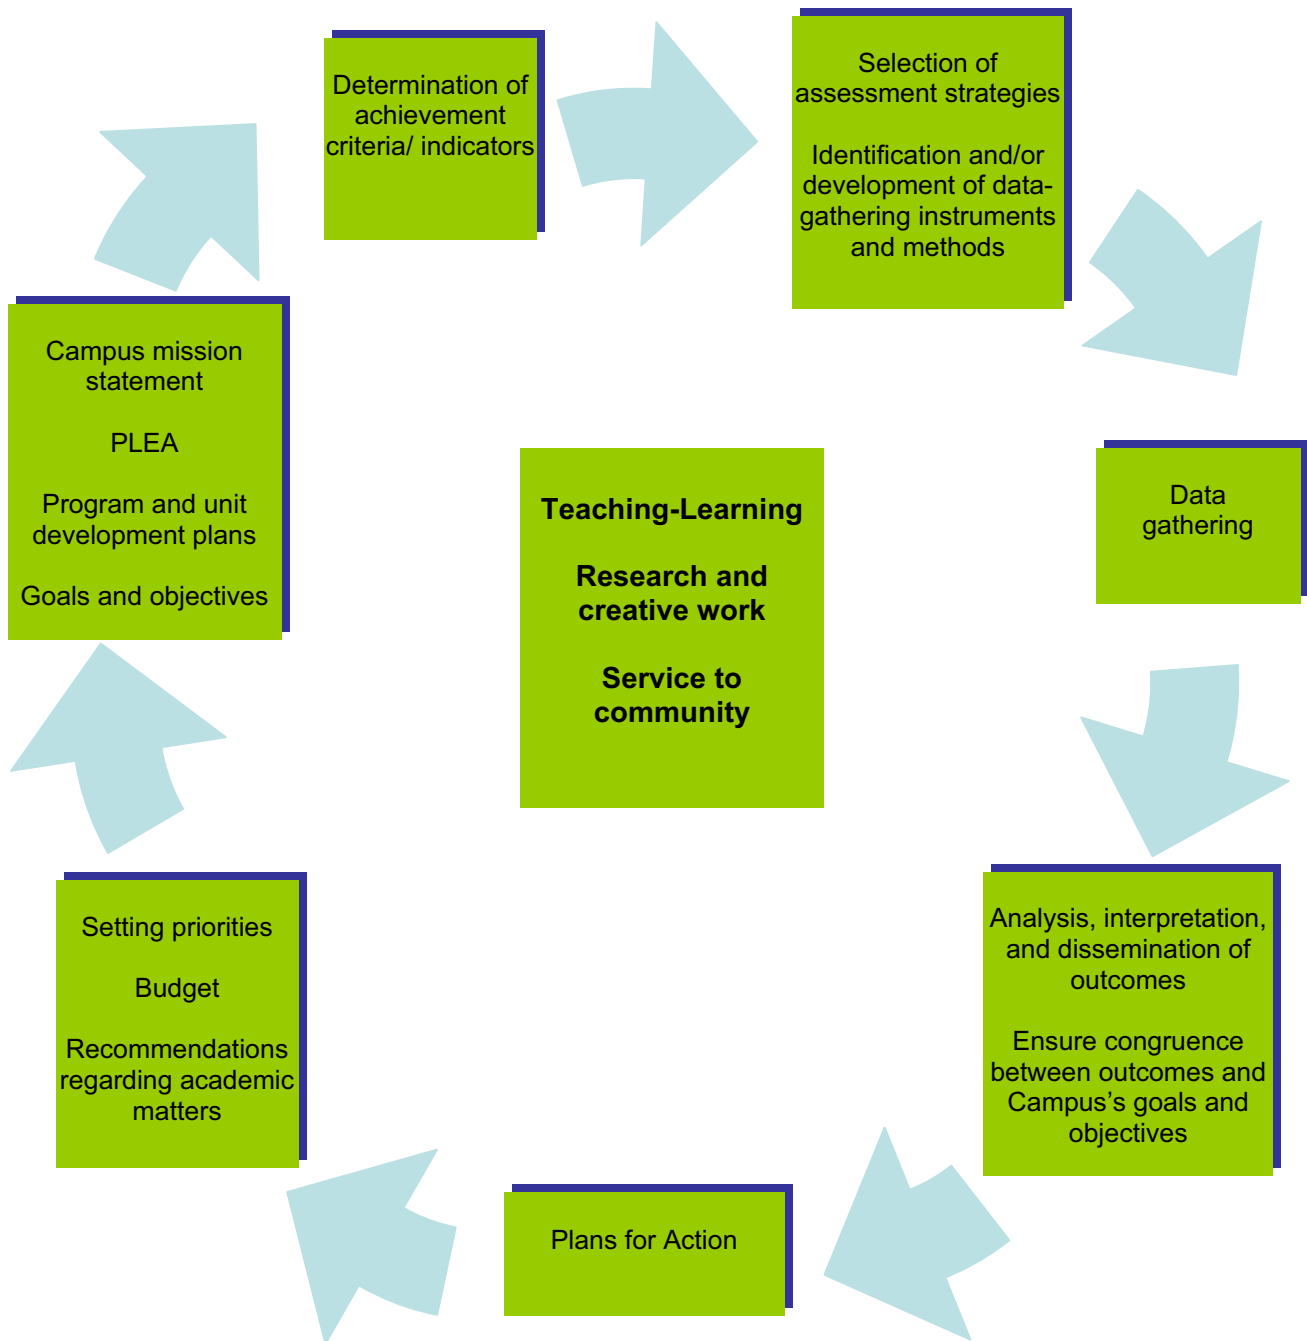 Determination of
achievement
criteria/ indicators
Selection of
assessment strategies
Identification and/or
development of data-
gathering instruments
and methods
Campus mission
statement
PLEA
Program and unit
development plans
Goals and objectives
Teaching-Learning
Research and
creative work
Service to
community
Data
gathering
Setting priorities
Budget
Recommendations
regarding academic
matters
Analysis, interpretation,
and dissemination of
outcomes
Ensure congruence
between outcomes and
Campus’s goals and
objectives
Plans for Action